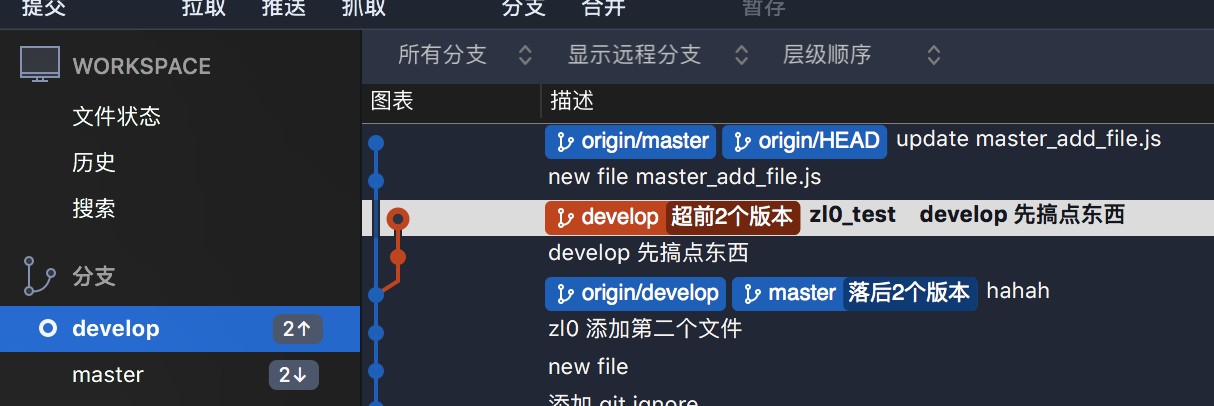 提交 拉取 推送 抓取 分支 合并 暂存
WORKSPACE
文件状态
历史
搜索
分支
develop 2↑
master 2↓
所有分支 显示远程分支 层级顺序
图表 描述
origin/master origin/HEAD update master_add_file.js
new file master_add_file.js
develop 超前2个版本 zl0_test develop 先搞点东西
develop 先搞点东西
origin/develop master 落后2个版本 hahah
zl0 添加第二个文件
new file
添加 git ignore